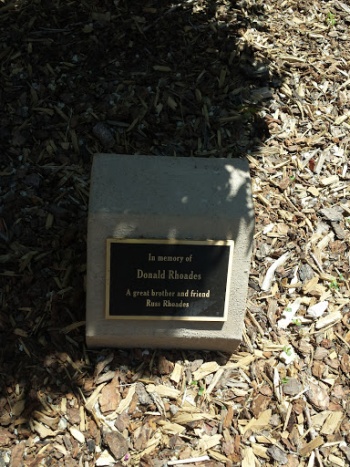 In memory of
Donald Rhoades
A great brother and friend
Russ Rhoades